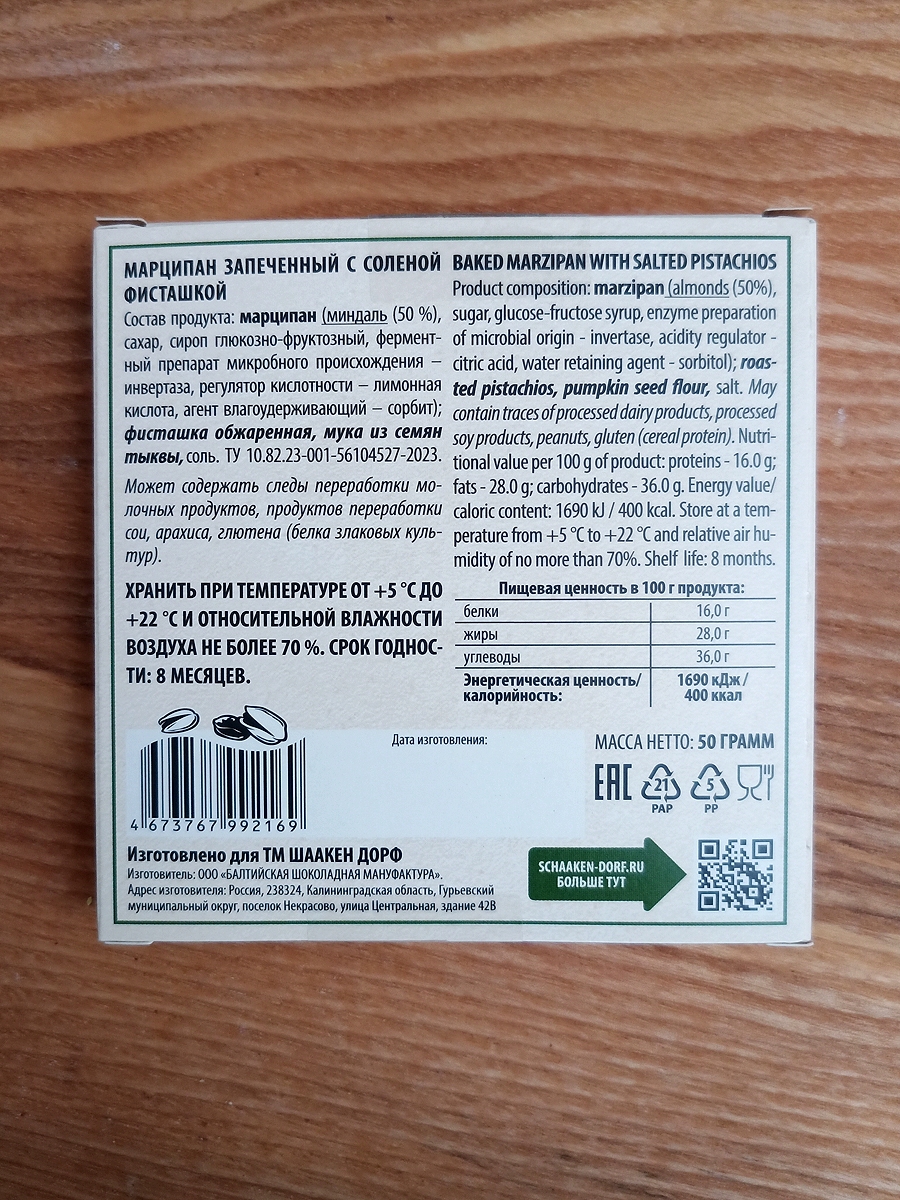 МАРЦИПАН ЗАПЕЧЕННЫЙ С СОЛЕНОЙ
ФИСТАШКОЙ
Состав продукта: марципан (миндаль (50 %),
сахар, сироп глюкозно-фруктозный, фермент-
ный препарат микробного происхождения –
инвертаза, регулятор кислотности – лимонная
кислота, агент влагоудерживающий – сорбит);
фисташка обжаренная, мука из семян
тыквы, соль. ТУ 10.82.23-001-56104527-2023.
Может содержать следы переработки мо-
лочных продуктов, продуктов переработки
сои, арахиса, глютена (белка злаковых куль-
тур).
ХРАНИТЬ ПРИ ТЕМПЕРАТУРЕ ОТ +5 °С ДО
+22 °С И ОТНОСИТЕЛЬНОЙ ВЛАЖНОСТИ
ВОЗДУХА НЕ БОЛЕЕ 70 %. СРОК ГОДНОС-
ТИ: 8 МЕСЯЦЕВ.
BAKED MARZIPAN WITH SALTED PISTACHIOS
Product composition: marzipan (almonds (50%),
sugar, glucose-fructose syrup, enzyme preparation
of microbial origin - invertase, acidity regulator -
citric acid, water retaining agent - sorbitol); roas-
ted pistachios, pumpkin seed flour, salt. May
contain traces of processed dairy products, processed
soy products, peanuts, gluten (cereal protein). Nutri-
tional value per 100 g of product: proteins - 16.0 g;
fats - 28.0 g; carbohydrates - 36.0 g. Energy value/
caloric content: 1690 kJ / 400 kcal. Store at a tem-
perature from +5 °C to +22 °C and relative air hu-
midity of no more than 70%. Shelf life: 8 months.
Пищевая ценность в 100 г продукта:
белки 16,0 г
жиры 28,0 г
углеводы 36,0 г
Энергетическая ценность/ 1690 кДж /
калорийность: 400 ккал
Дата изготовления:
4 673767 992169
МАССА НЕТТО: 50 ГРАММ
EAC 21 5
PAP PP
Изготовлено для ТМ ШААКЕН ДОРФ
Изготовитель: ООО «БАЛТИЙСКАЯ ШОКОЛАДНАЯ МАНУФАКТУРА».
Адрес изготовителя: Россия, 238324, Калининградская область, Гурьевский
муниципальный округ, поселок Некрасово, улица Центральная, здание 42В
SCHAAKEN-DORF.RU
БОЛЬШЕ ТУТ